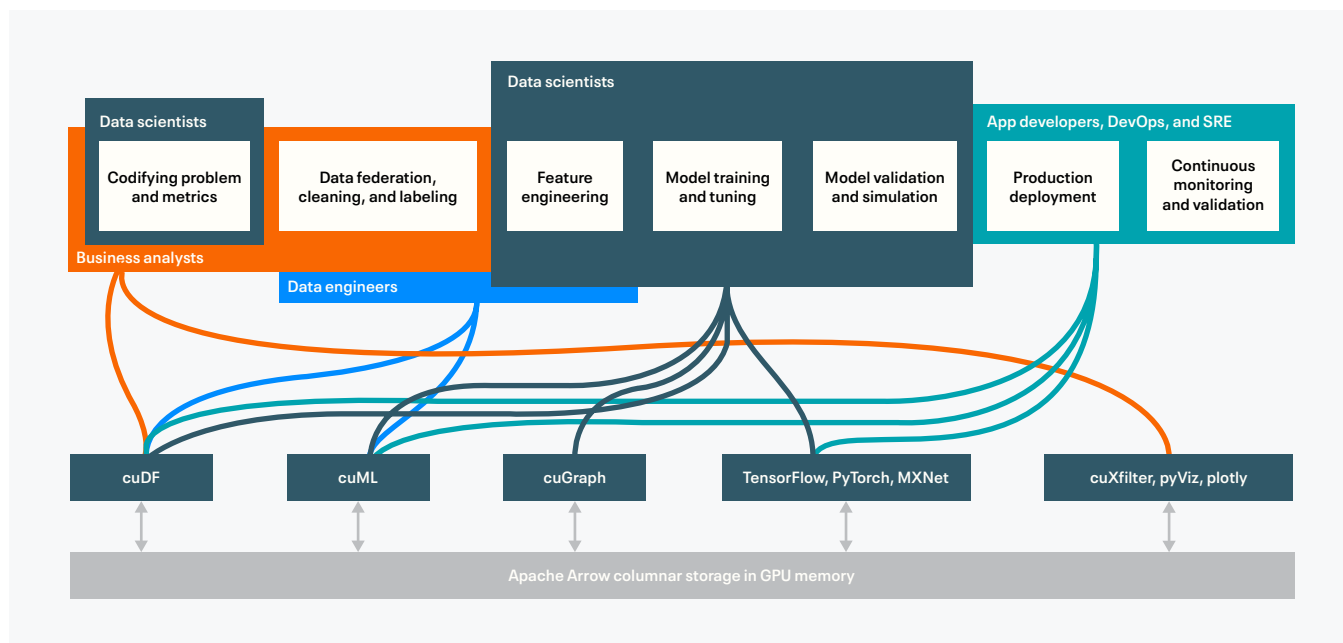 Data scientists
Data scientists
App developers, DevOps, and SRE
Codifying problem
and metrics
Data federation,
cleaning, and labeling
Feature
engineering
Model training
and tuning
Model validation
and simulation
Production
deployment
Continuous
monitoring
and validation
Business analysts
Data engineers
cuDF
cuML
cuGraph
TensorFlow, PyTorch, MXNet
cuXfilter, pyViz, plotly
Apache Arrow columnar storage in GPU memory